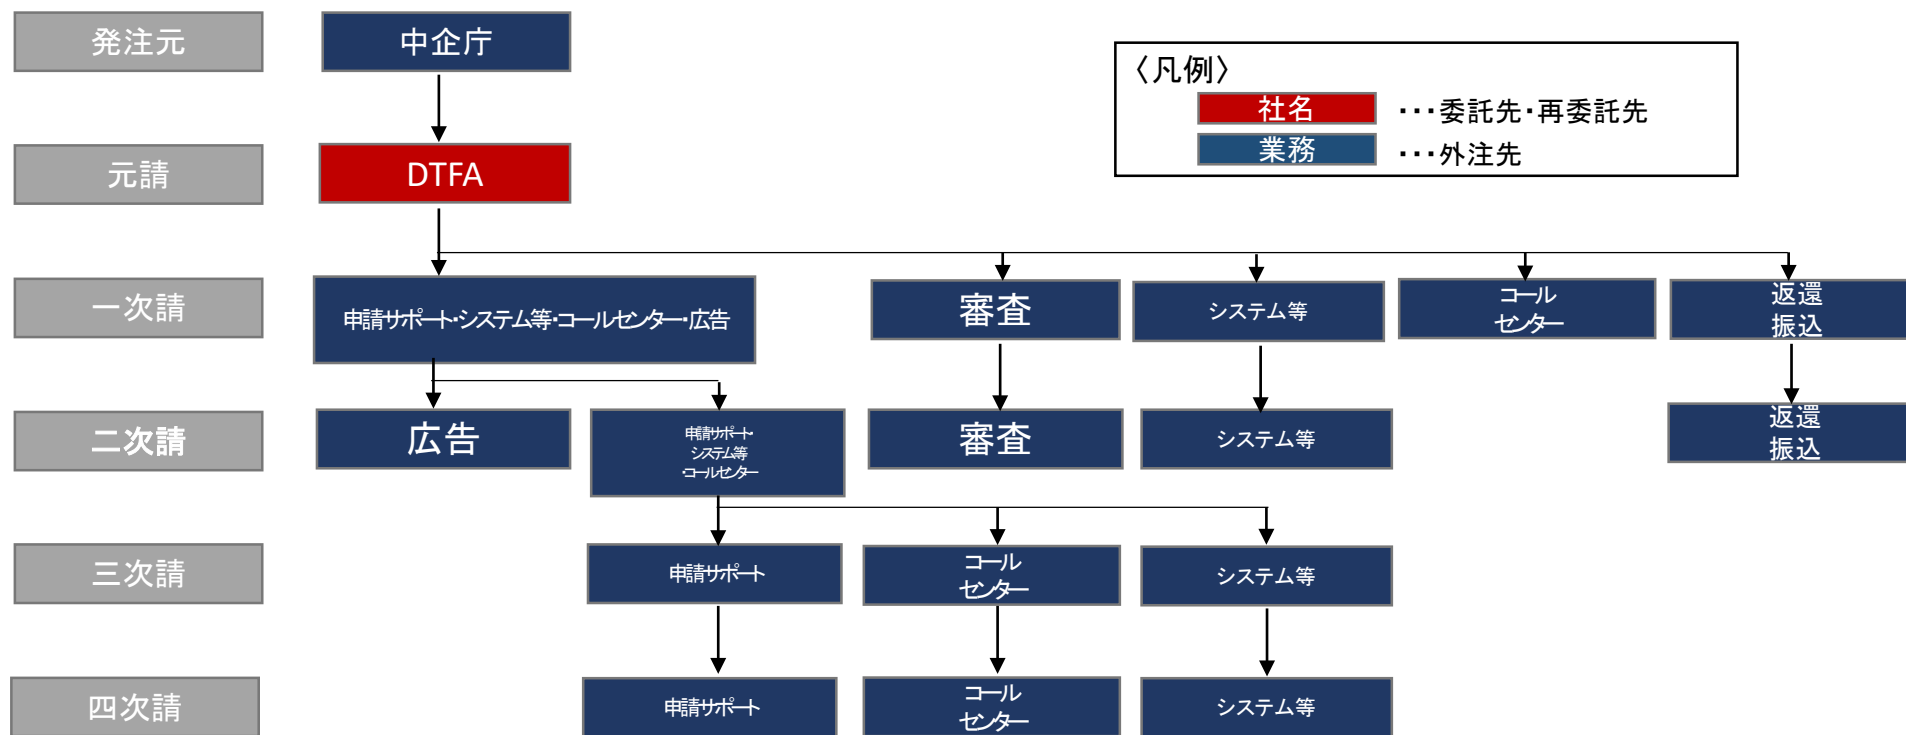 発注元
中企庁
〈凡例〉
社名
・・・委託先・再委託先
業務
・・・外注先
元請
DTFA
一次請
申請サポート・システム等・コールセンター・広告
審査
システム等
コール
センター
返還
振込
二次請
広告
申請サポート・
システム等
・コールセンター
審査
システム等
返還
振込
三次請
申請サポート
コール
センター
システム等
四次請
申請サポート
コール
センター
システム等